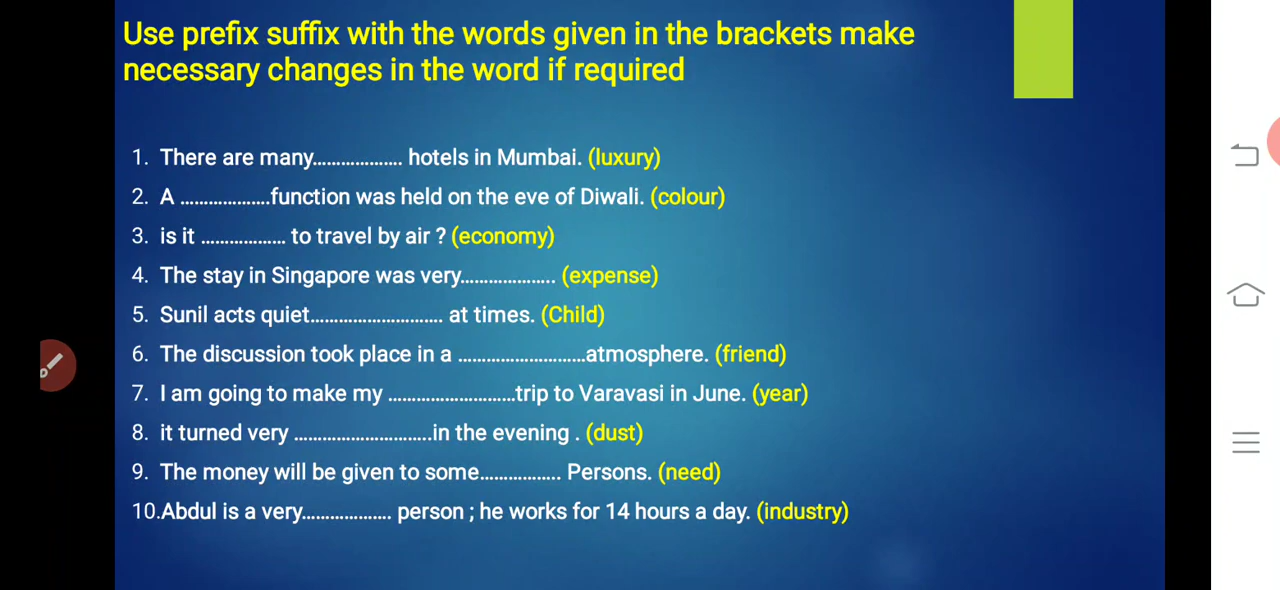 Use prefix suffix with the words given in the brackets make
necessary changes in the word if required
1. There are many................... hotels in Mumbai. (luxury)
2. A ...................function was held on the eve of Diwali. (colour)
3. is it .................. to travel by air ? (economy)
4. The stay in Singapore was very.................... (expense)
5. Sunil acts quiet............................ at times. (Child)
6. The discussion took place in a ...........................atmosphere. (friend)
7. I am going to make my ...........................trip to Varavasi in June. (year)
8. it turned very .............................in the evening . (dust)
9. The money will be given to some................. Persons. (need)
10.Abdul is a very................... person ; he works for 14 hours a day. (industry)